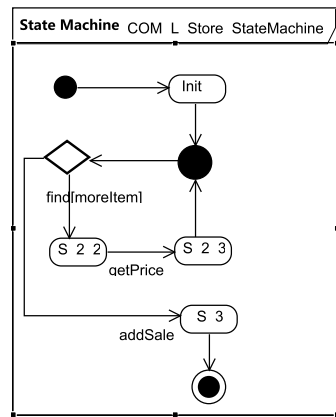 State Machine COM L Store StateMachine
Init
find[moreItem]
S 2 2
S 2 3
getPrice
S 3
addSale